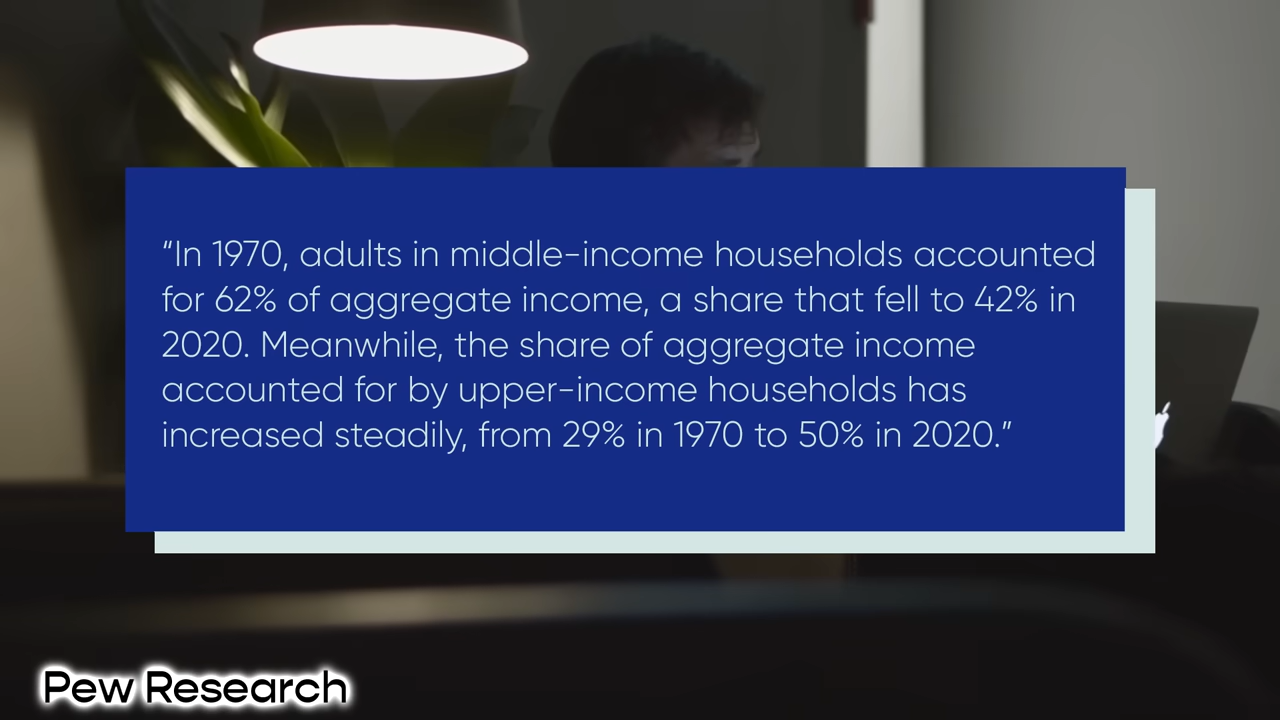 “In 1970, adults in middle-income households accounted
for 62% of aggregate income, a share that fell to 42% in
2020. Meanwhile, the share of aggregate income
accounted for by upper-income households has
increased steadily, from 29% in 1970 to 50% in 2020.”
Pew Research